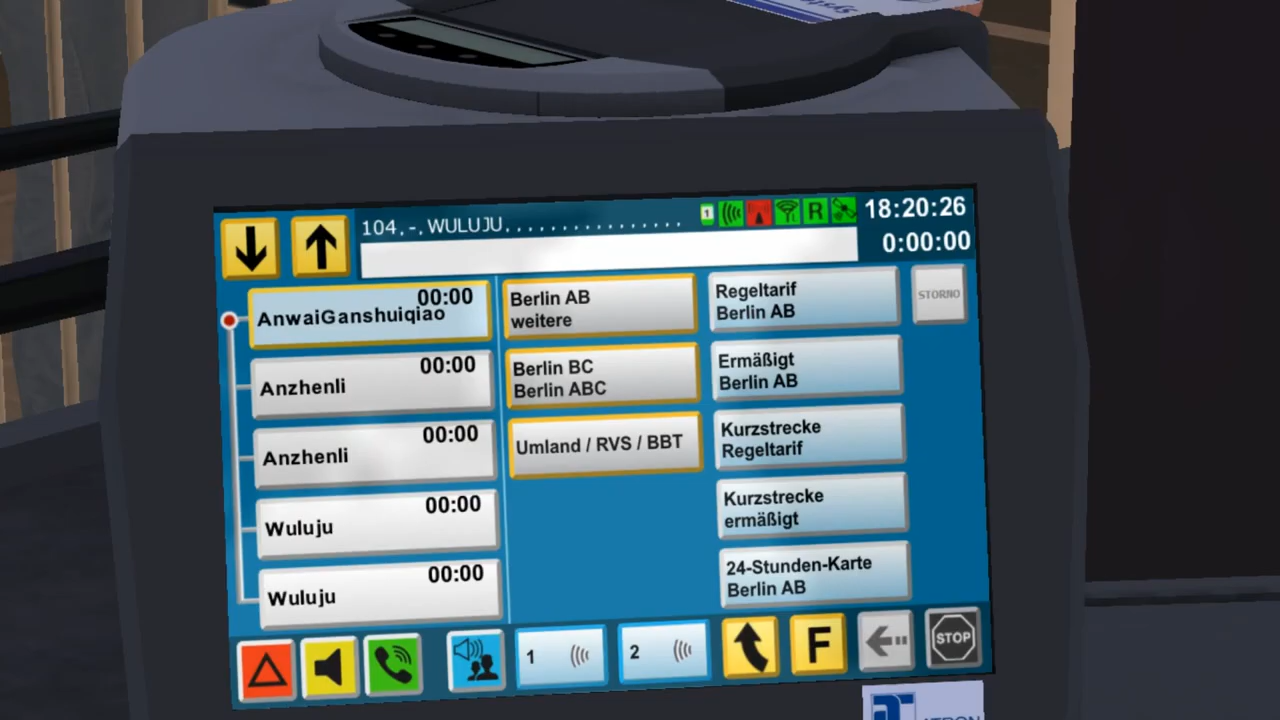 104.-. WULUJU................
1
R
18:20:26
0:00:00
00:00
AnwaiGanshuiqiao
00:00
Anzhenli
00:00
Anzhenli
00:00
Wuluju
00:00
Wuluju
Berlin AB
weitere
Berlin BC
Berlin ABC
Umland / RVS / BBT
Regeltarif
Berlin AB
Ermäßigt
Berlin AB
Kurzstrecke
Regeltarif
Kurzstrecke
ermäßigt
24-Stunden-Karte
Berlin AB
STORNO
1
2
F
STOP
ATRON